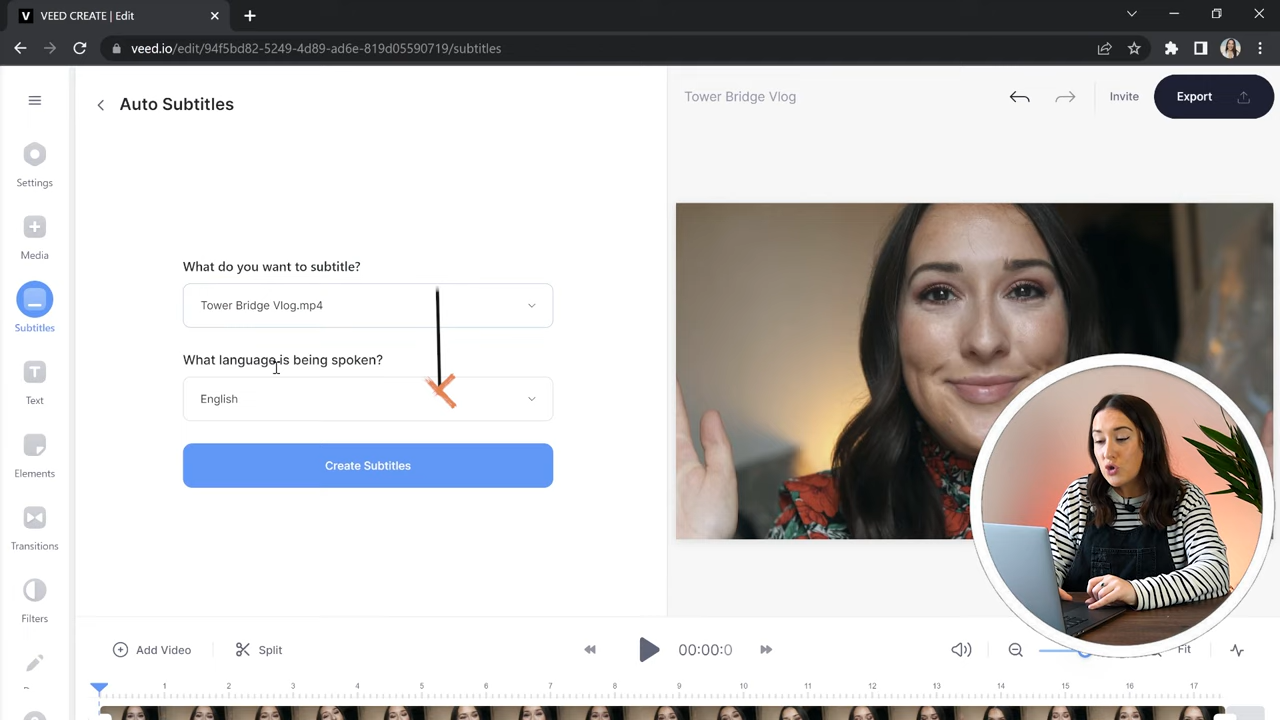 VEED CREATE | Edit
veed.io/edit/94f5bd82-5249-4d89-ad6e-819d05590719/subtitles
Auto Subtitles
Tower Bridge Vlog
Invite
Export
Settings
Media
Subtitles
Text
Elements
Transitions
Filters
What do you want to subtitle?
Tower Bridge Vlog.mp4
What language is being spoken?
English
Create Subtitles
Add Video
Split
00:00:0
Fit
1 2 3 4 5 6 7 8 9 10 11 12 13 14 15 16 17